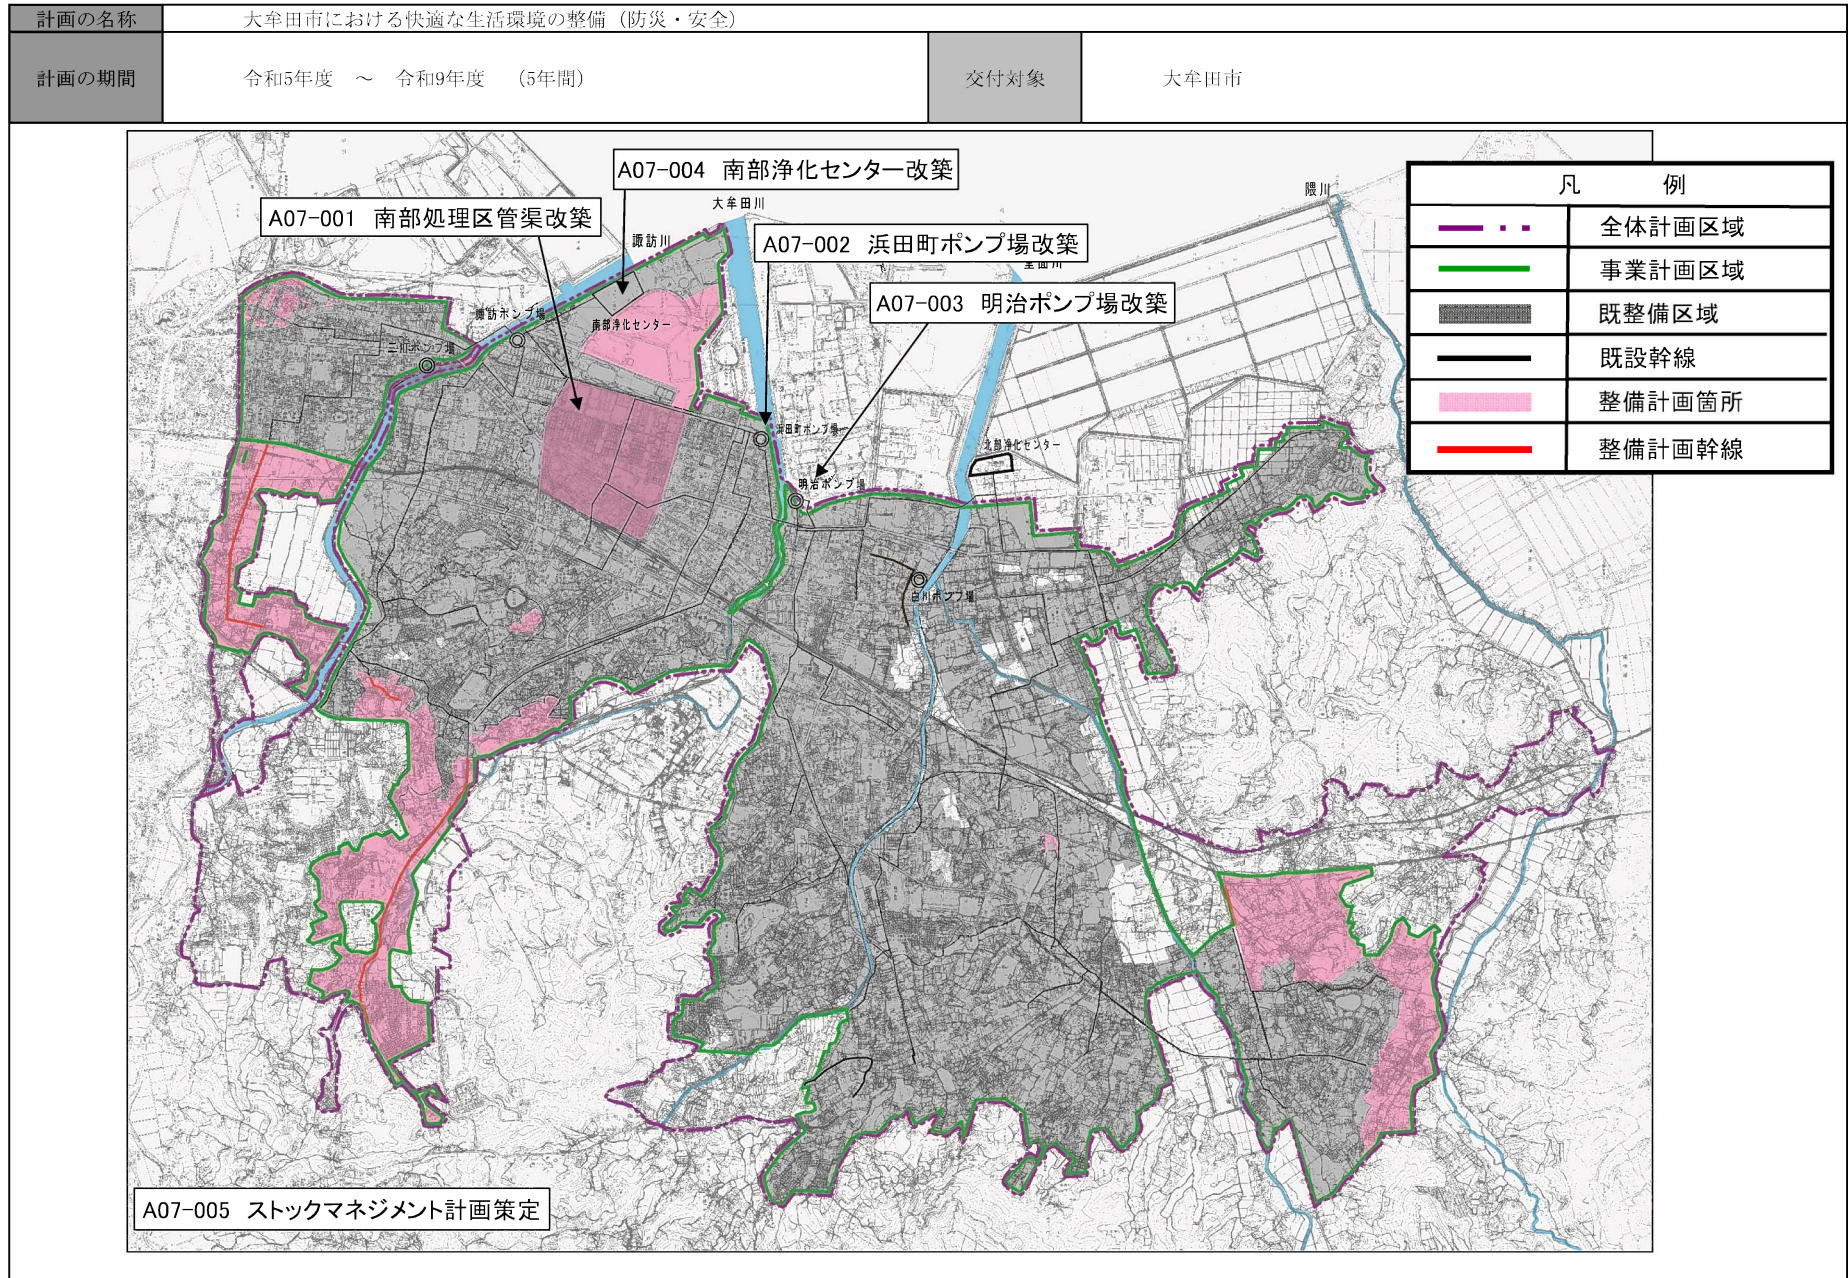 計画の名称
大牟田市における快適な生活環境の整備（防災・安全）
計画の期間
令和5年度　～　令和9年度　（5年間）
交付対象
大牟田市
A07-004 南部浄化センター改築
A07-001 南部処理区管渠改築
大牟田川
諏訪川
A07-002 浜田町ポンプ場改築
隈川
A07-003 明治ポンプ場改築
諏訪ポンプ場
南部浄化センター
三川ポンプ場
浜田町ポンプ場
明治ポンプ場
北部浄化センター
白川ポンプ場
凡　例
全体計画区域
事業計画区域
既整備区域
既設幹線
整備計画箇所
整備計画幹線
A07-005 ストックマネジメント計画策定